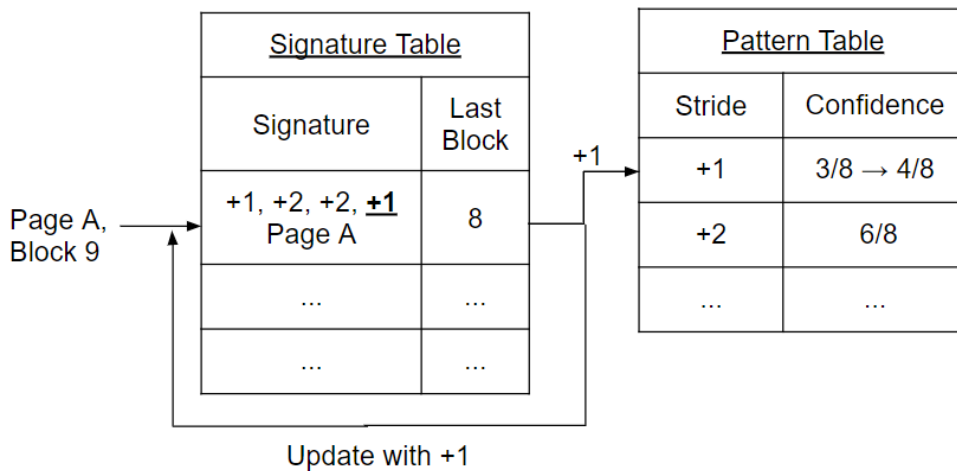 Signature Table
Signature
Last
Block
+1, +2, +2, +1
Page A
8
...
...
...
...
Page A,
Block 9
+1
Pattern Table
Stride
Confidence
+1
3/8 → 4/8
+2
6/8
...
...
Update with +1